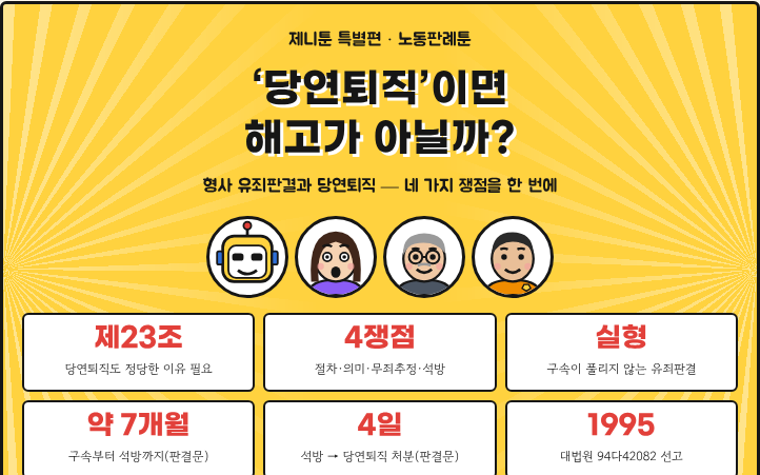 제니툰 특별편 · 노동판례툰
‘당연퇴직’이면
해고가 아닐까?
형사 유죄판결과 당연퇴직 — 네 가지 쟁점을 한 번에
제23조
당연퇴직도 정당한 이유 필요
4쟁점
절차·의미·무죄추정·석방
실형
구속이 풀리지 않는 유죄판결
약 7개월
구속부터 석방까지(판결문)
4일
석방 → 당연퇴직 처분(판결문)
1995
대법원 94다42082 선고